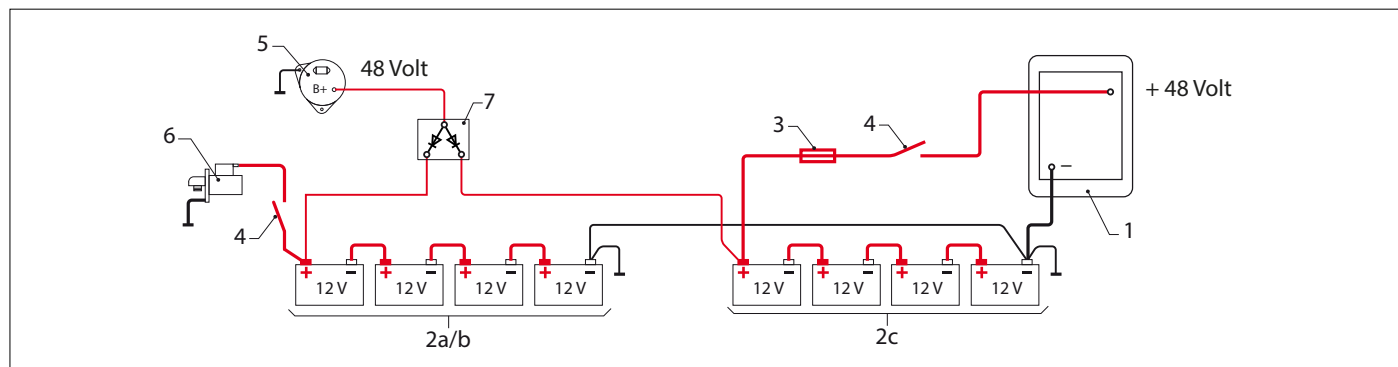 5
48 Volt
B+
7
6
4
3
4
+ 48 Volt
–
1
+ – + – + – + –
12 V 12 V 12 V 12 V
2a/b
+ – + – + – + –
12 V 12 V 12 V 12 V
2c